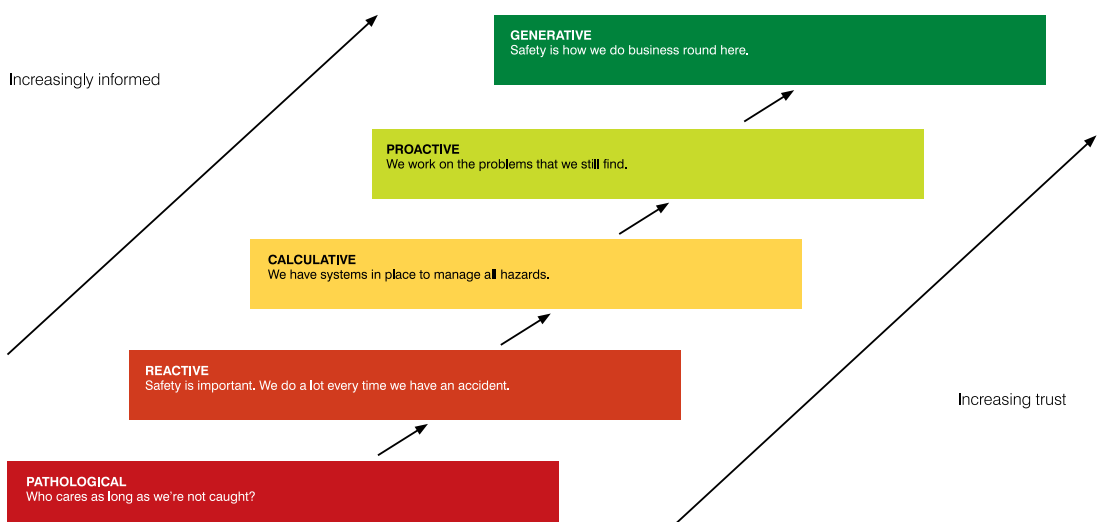 GENERATIVE
Safety is how we do business round here.
Increasingly informed
PROACTIVE
We work on the problems that we still find.
CALCULATIVE
We have systems in place to manage all hazards.
REACTIVE
Safety is important. We do a lot every time we have an accident.
Increasing trust
PATHOLOGICAL
Who cares as long as we're not caught?